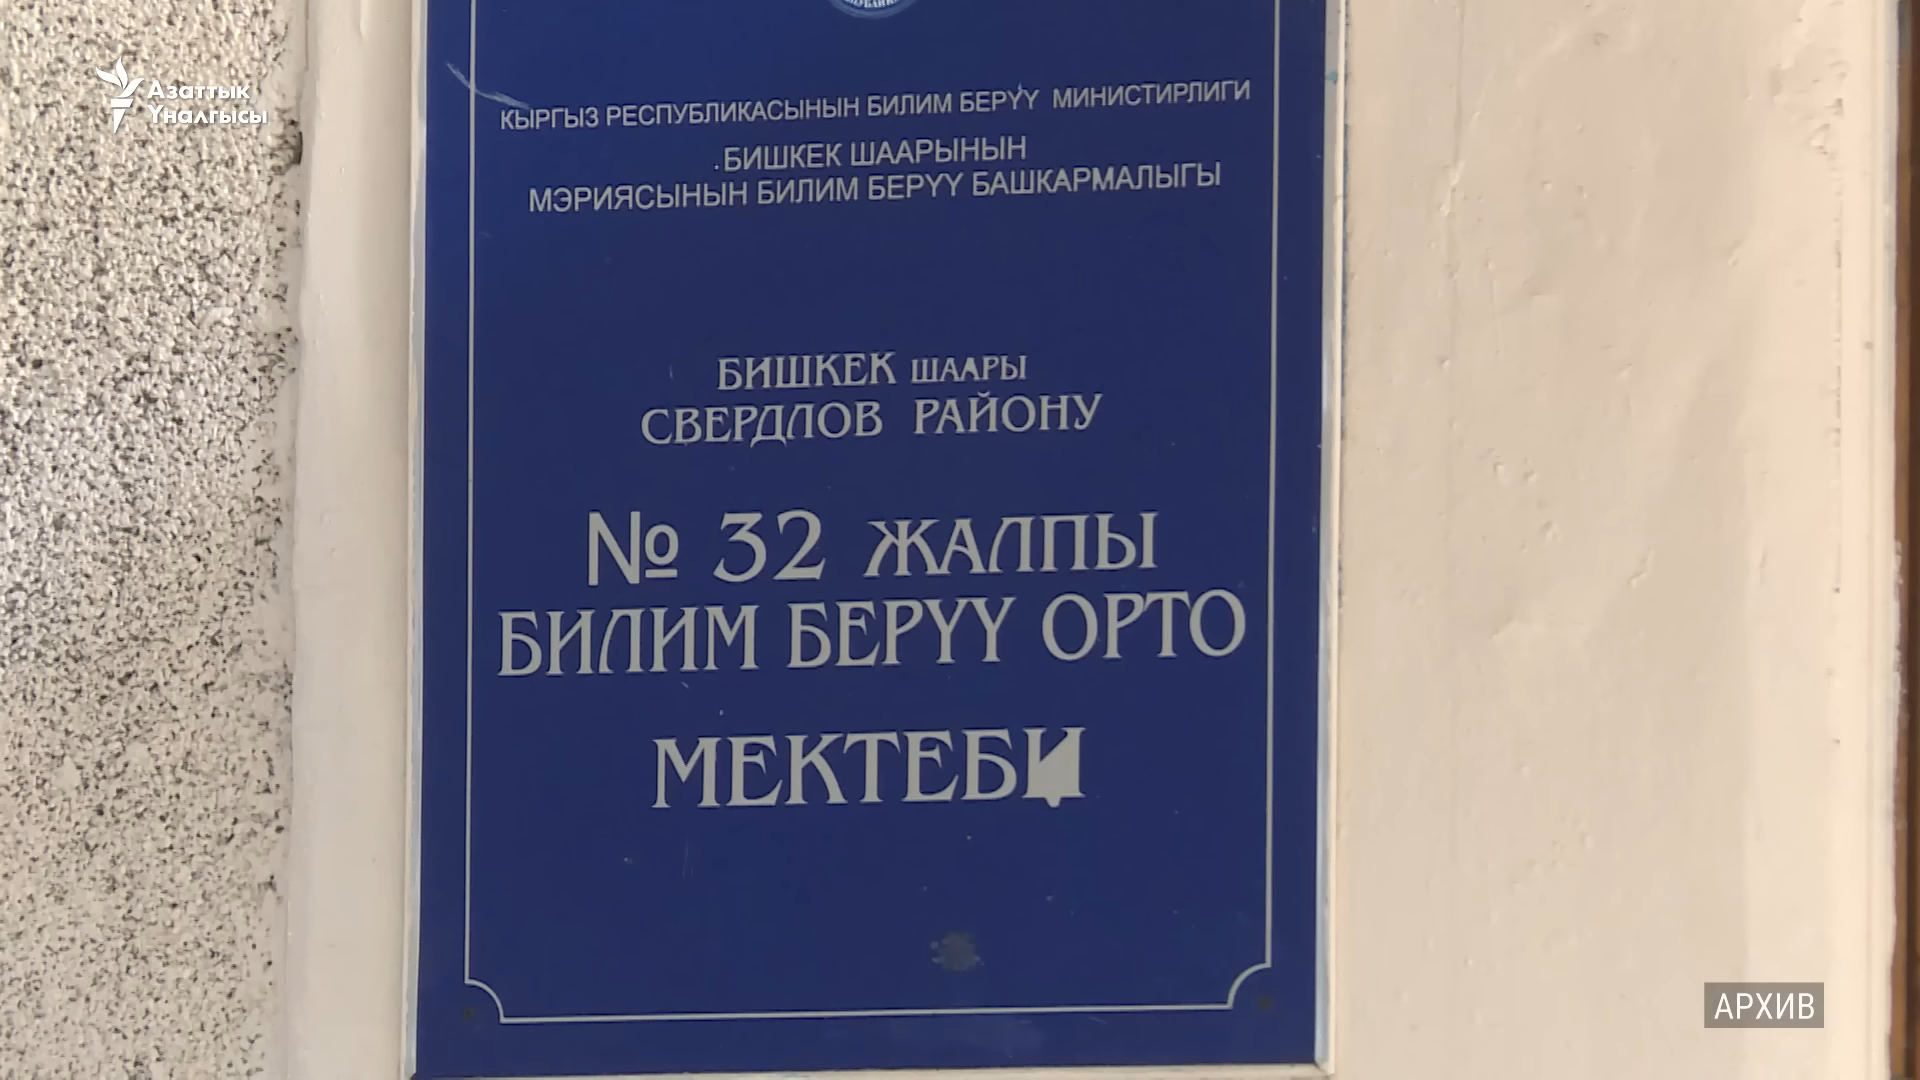 Азаттык
Үналгысы
КЫРГЫЗ РЕСПУБЛИКАСЫНЫН БИЛИМ БЕРҮҮ МИНИСТИРЛИГИ
.БИШКЕК ШААРЫНЫН
МЭРИЯСЫНЫН БИЛИМ БЕРҮҮ БАШКАРМАЛЫГЫ
БИШКЕК ШААРЫ
СВЕРДЛОВ РАЙОНУ
№ 32 ЖАЛПЫ
БИЛИМ БЕРҮҮ ОРТО
МЕКТЕБИ
АРХИВ